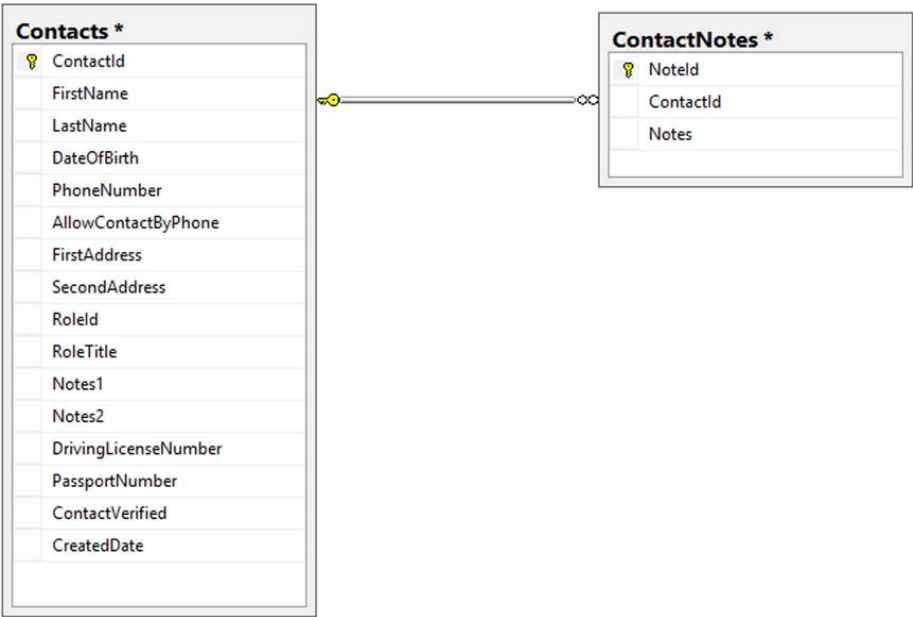 Contacts *
ContactId
FirstName
LastName
DateOfBirth
PhoneNumber
AllowContactByPhone
FirstAddress
SecondAddress
RoleId
RoleTitle
Notes1
Notes2
DrivingLicenseNumber
PassportNumber
ContactVerified
CreatedDate
ContactNotes *
NoteId
ContactId
Notes